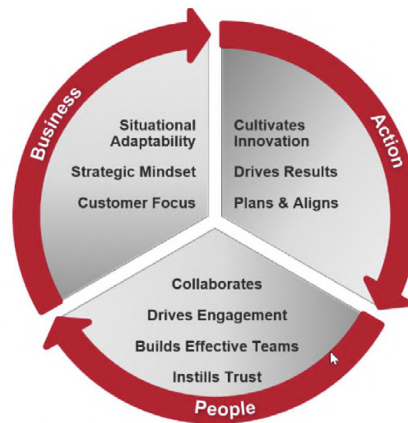 Business
Situational
Adaptability
Strategic Mindset
Customer Focus
Action
Cultivates
Innovation
Drives Results
Plans & Aligns
Collaborates
Drives Engagement
Builds Effective Teams
Instills Trust
People